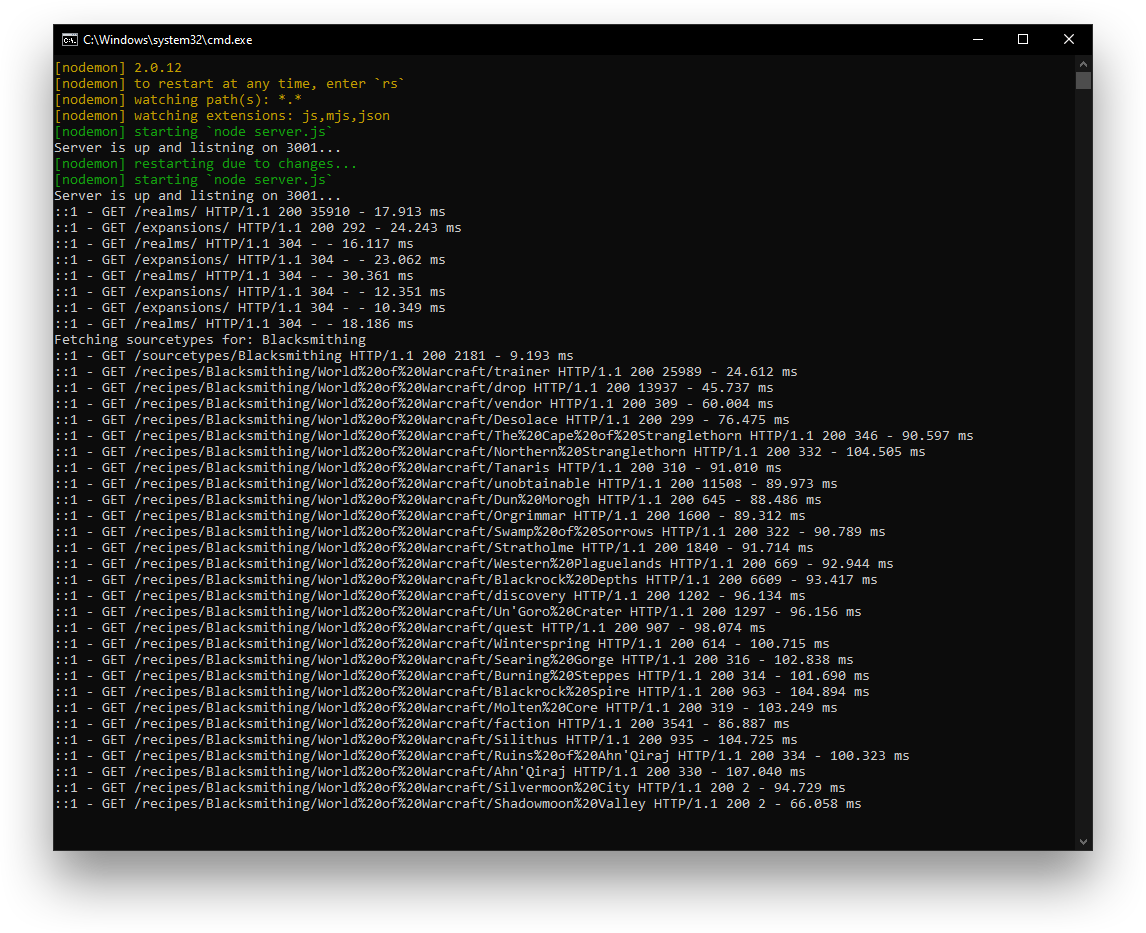 C:\Windows\system32\cmd.exe
[nodemon] 2.0.12
[nodemon] to restart at any time, enter `rs`
[nodemon] watching path(s): *.*
[nodemon] watching extensions: js,mjs,json
[nodemon] starting `node server.js`
Server is up and listning on 3001...
[nodemon] restarting due to changes...
[nodemon] starting `node server.js`
Server is up and listning on 3001...
::1 - GET /realms/ HTTP/1.1 200 35910 - 17.913 ms
::1 - GET /expansions/ HTTP/1.1 200 292 - 24.243 ms
::1 - GET /realms/ HTTP/1.1 304 - - 16.117 ms
::1 - GET /expansions/ HTTP/1.1 304 - - 23.062 ms
::1 - GET /realms/ HTTP/1.1 304 - - 30.361 ms
::1 - GET /expansions/ HTTP/1.1 304 - - 12.351 ms
::1 - GET /expansions/ HTTP/1.1 304 - - 10.349 ms
::1 - GET /realms/ HTTP/1.1 304 - - 18.186 ms
Fetching sourcetypes for: Blacksmithing
::1 - GET /sourcetypes/Blacksmithing HTTP/1.1 200 2181 - 9.193 ms
::1 - GET /recipes/Blacksmithing/World%20of%20Warcraft/trainer HTTP/1.1 200 25989 - 24.612 ms
::1 - GET /recipes/Blacksmithing/World%20of%20Warcraft/drop HTTP/1.1 200 13937 - 45.737 ms
::1 - GET /recipes/Blacksmithing/World%20of%20Warcraft/vendor HTTP/1.1 200 309 - 60.004 ms
::1 - GET /recipes/Blacksmithing/World%20of%20Warcraft/Desolace HTTP/1.1 200 299 - 76.475 ms
::1 - GET /recipes/Blacksmithing/World%20of%20Warcraft/The%20Cape%20of%20Stranglethorn HTTP/1.1 200 346 - 90.597 ms
::1 - GET /recipes/Blacksmithing/World%20of%20Warcraft/Northern%20Stranglethorn HTTP/1.1 200 332 - 104.505 ms
::1 - GET /recipes/Blacksmithing/World%20of%20Warcraft/Tanaris HTTP/1.1 200 310 - 91.010 ms
::1 - GET /recipes/Blacksmithing/World%20of%20Warcraft/unobtainable HTTP/1.1 200 11508 - 89.973 ms
::1 - GET /recipes/Blacksmithing/World%20of%20Warcraft/Dun%20Morogh HTTP/1.1 200 645 - 88.486 ms
::1 - GET /recipes/Blacksmithing/World%20of%20Warcraft/Orgrimmar HTTP/1.1 200 1600 - 89.312 ms
::1 - GET /recipes/Blacksmithing/World%20of%20Warcraft/Swamp%20of%20Sorrows HTTP/1.1 200 322 - 90.789 ms
::1 - GET /recipes/Blacksmithing/World%20of%20Warcraft/Stratholme HTTP/1.1 200 1840 - 91.714 ms
::1 - GET /recipes/Blacksmithing/World%20of%20Warcraft/Western%20Plaguelands HTTP/1.1 200 669 - 92.944 ms
::1 - GET /recipes/Blacksmithing/World%20of%20Warcraft/Blackrock%20Depths HTTP/1.1 200 6609 - 93.417 ms
::1 - GET /recipes/Blacksmithing/World%20of%20Warcraft/discovery HTTP/1.1 200 1202 - 96.134 ms
::1 - GET /recipes/Blacksmithing/World%20of%20Warcraft/Un'Goro%20Crater HTTP/1.1 200 1297 - 96.156 ms
::1 - GET /recipes/Blacksmithing/World%20of%20Warcraft/quest HTTP/1.1 200 907 - 98.074 ms
::1 - GET /recipes/Blacksmithing/World%20of%20Warcraft/Winterspring HTTP/1.1 200 614 - 100.715 ms
::1 - GET /recipes/Blacksmithing/World%20of%20Warcraft/Searing%20Gorge HTTP/1.1 200 316 - 102.838 ms
::1 - GET /recipes/Blacksmithing/World%20of%20Warcraft/Burning%20Steppes HTTP/1.1 200 314 - 101.690 ms
::1 - GET /recipes/Blacksmithing/World%20of%20Warcraft/Blackrock%20Spire HTTP/1.1 200 963 - 104.894 ms
::1 - GET /recipes/Blacksmithing/World%20of%20Warcraft/Molten%20Core HTTP/1.1 200 319 - 103.249 ms
::1 - GET /recipes/Blacksmithing/World%20of%20Warcraft/faction HTTP/1.1 200 3541 - 86.887 ms
::1 - GET /recipes/Blacksmithing/World%20of%20Warcraft/Silithus HTTP/1.1 200 935 - 104.725 ms
::1 - GET /recipes/Blacksmithing/World%20of%20Warcraft/Ruins%20of%20Ahn'Qiraj HTTP/1.1 200 334 - 100.323 ms
::1 - GET /recipes/Blacksmithing/World%20of%20Warcraft/Ahn'Qiraj HTTP/1.1 200 330 - 107.040 ms
::1 - GET /recipes/Blacksmithing/World%20of%20Warcraft/Silvermoon%20City HTTP/1.1 200 2 - 94.729 ms
::1 - GET /recipes/Blacksmithing/World%20of%20Warcraft/Shadowmoon%20Valley HTTP/1.1 200 2 - 66.058 ms